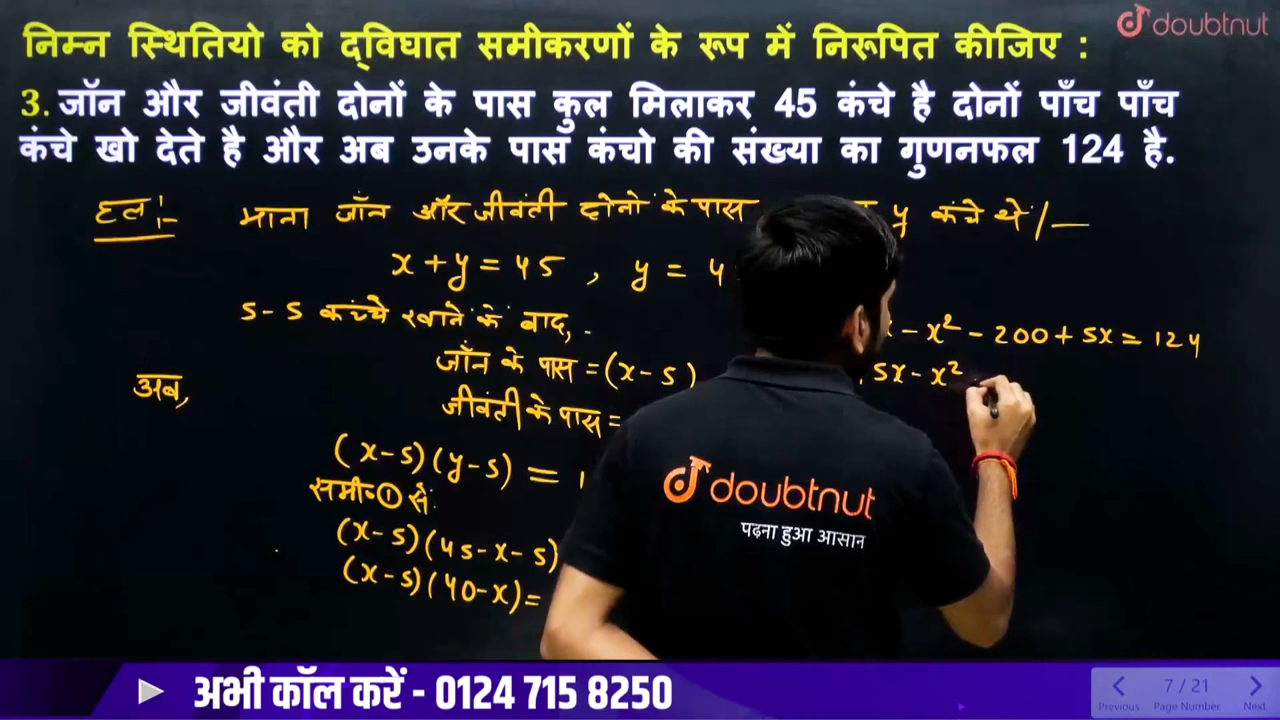 doubtnut
निम्न स्थितियो को द्विघात समीकरणों के रूप में निरूपित कीजिए :
3. जॉन और जीवंती दोनों के पास कुल मिलाकर 45 कंचे है दोनों पाँच पाँच
कंचे खो देते है और अब उनके पास कंचो की संख्या का गुणनफल 124 है.
हल :- माना जॉन और जीवंती दोनों के पास y कंचे थे /-
x + y = 45 , y = 4
5-5 कंच्चे खोने के बाद,
- x² - 200 + 5x = 124
जॉन के पास = (x - 5)
5x - x²
अब,
जीवंती के पास =
(x-5)(y-5) = 1
समी० ① से
(x-5)(45-x-5)
(x-5)(40-x) =
doubtnut
पढ़ना हुआ आसान
अभी कॉल करें - 0124 715 8250
7 / 21
Previous Page Number Next